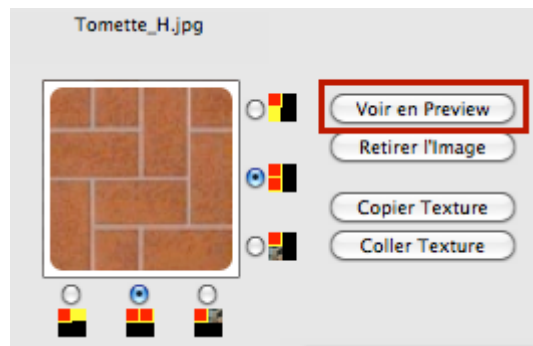 Tomette_H.jpg
Voir en Preview
Retirer l'Image
Copier Texture
Coller Texture